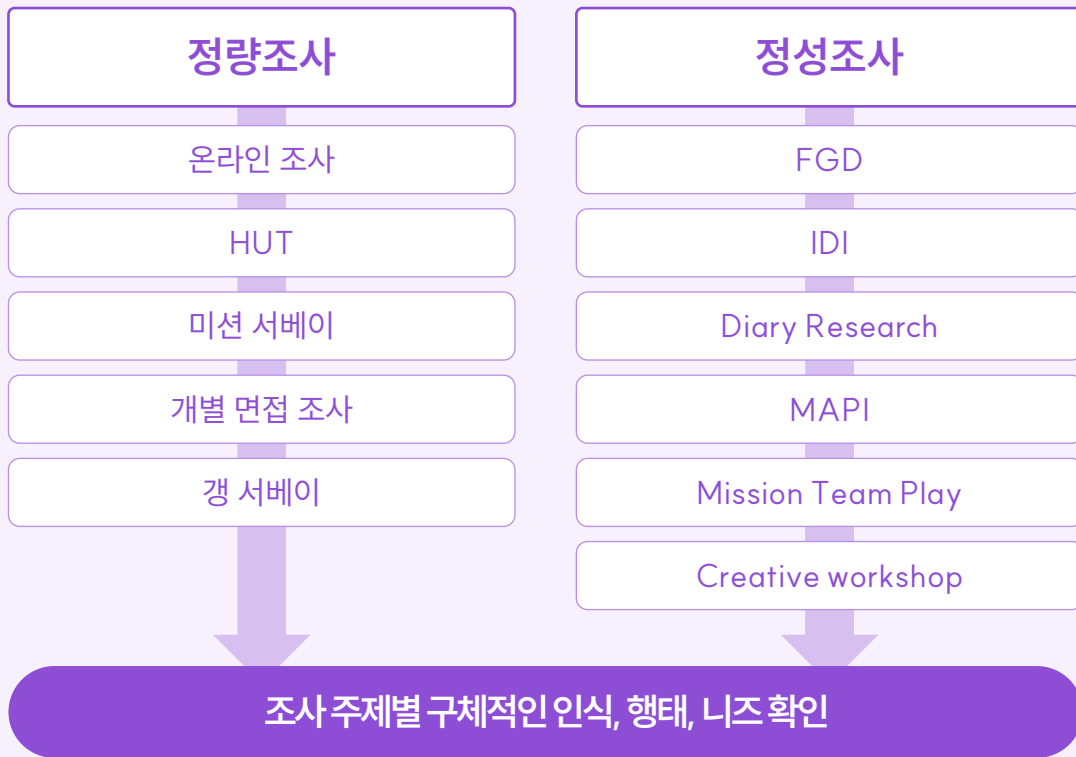 정량조사
온라인 조사
HUT
미션 서베이
개별 면접 조사
갱 서베이
정성조사
FGD
IDI
Diary Research
MAPI
Mission Team Play
Creative workshop
조사 주제별 구체적인 인식, 행태, 니즈 확인